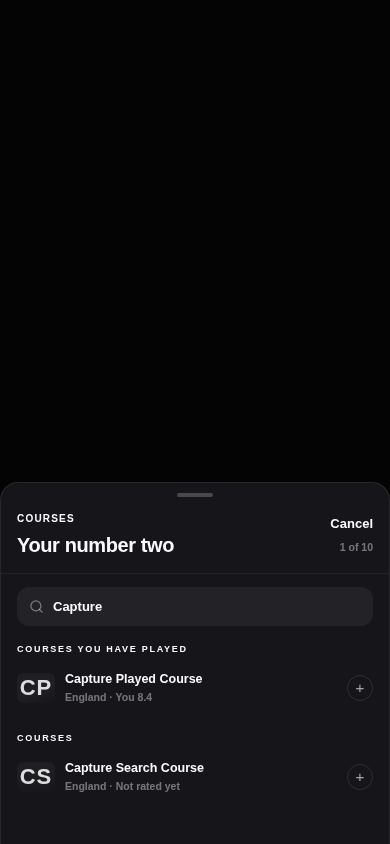 COURSES
Cancel
Your number two
1 of 10
Capture
COURSES YOU HAVE PLAYED
CP
Capture Played Course
England · You 8.4
+
COURSES
CS
Capture Search Course
England · Not rated yet
+